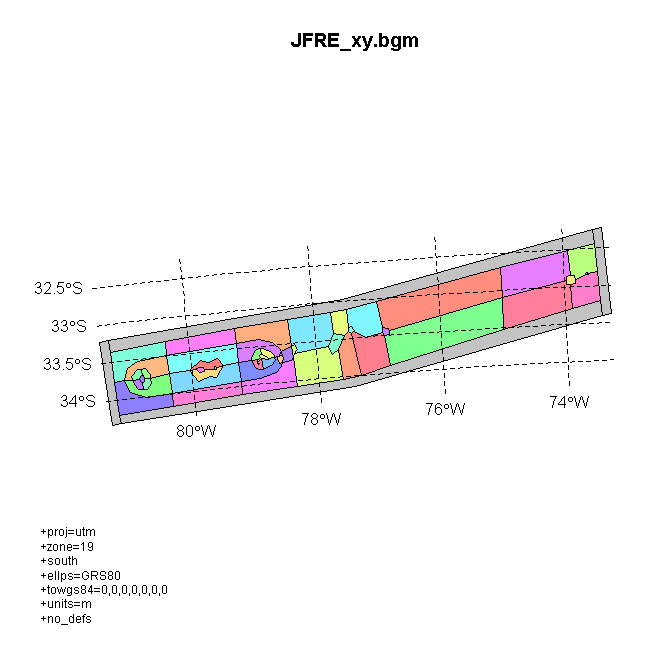 JFRE_xy.bgm
32.5°S
33°S
33.5°S
34°S
80°W
78°W
76°W
74°W
+proj=utm
+zone=19
+south
+ellps=GRS80
+towgs84=0,0,0,0,0,0,0
+units=m
+no_defs